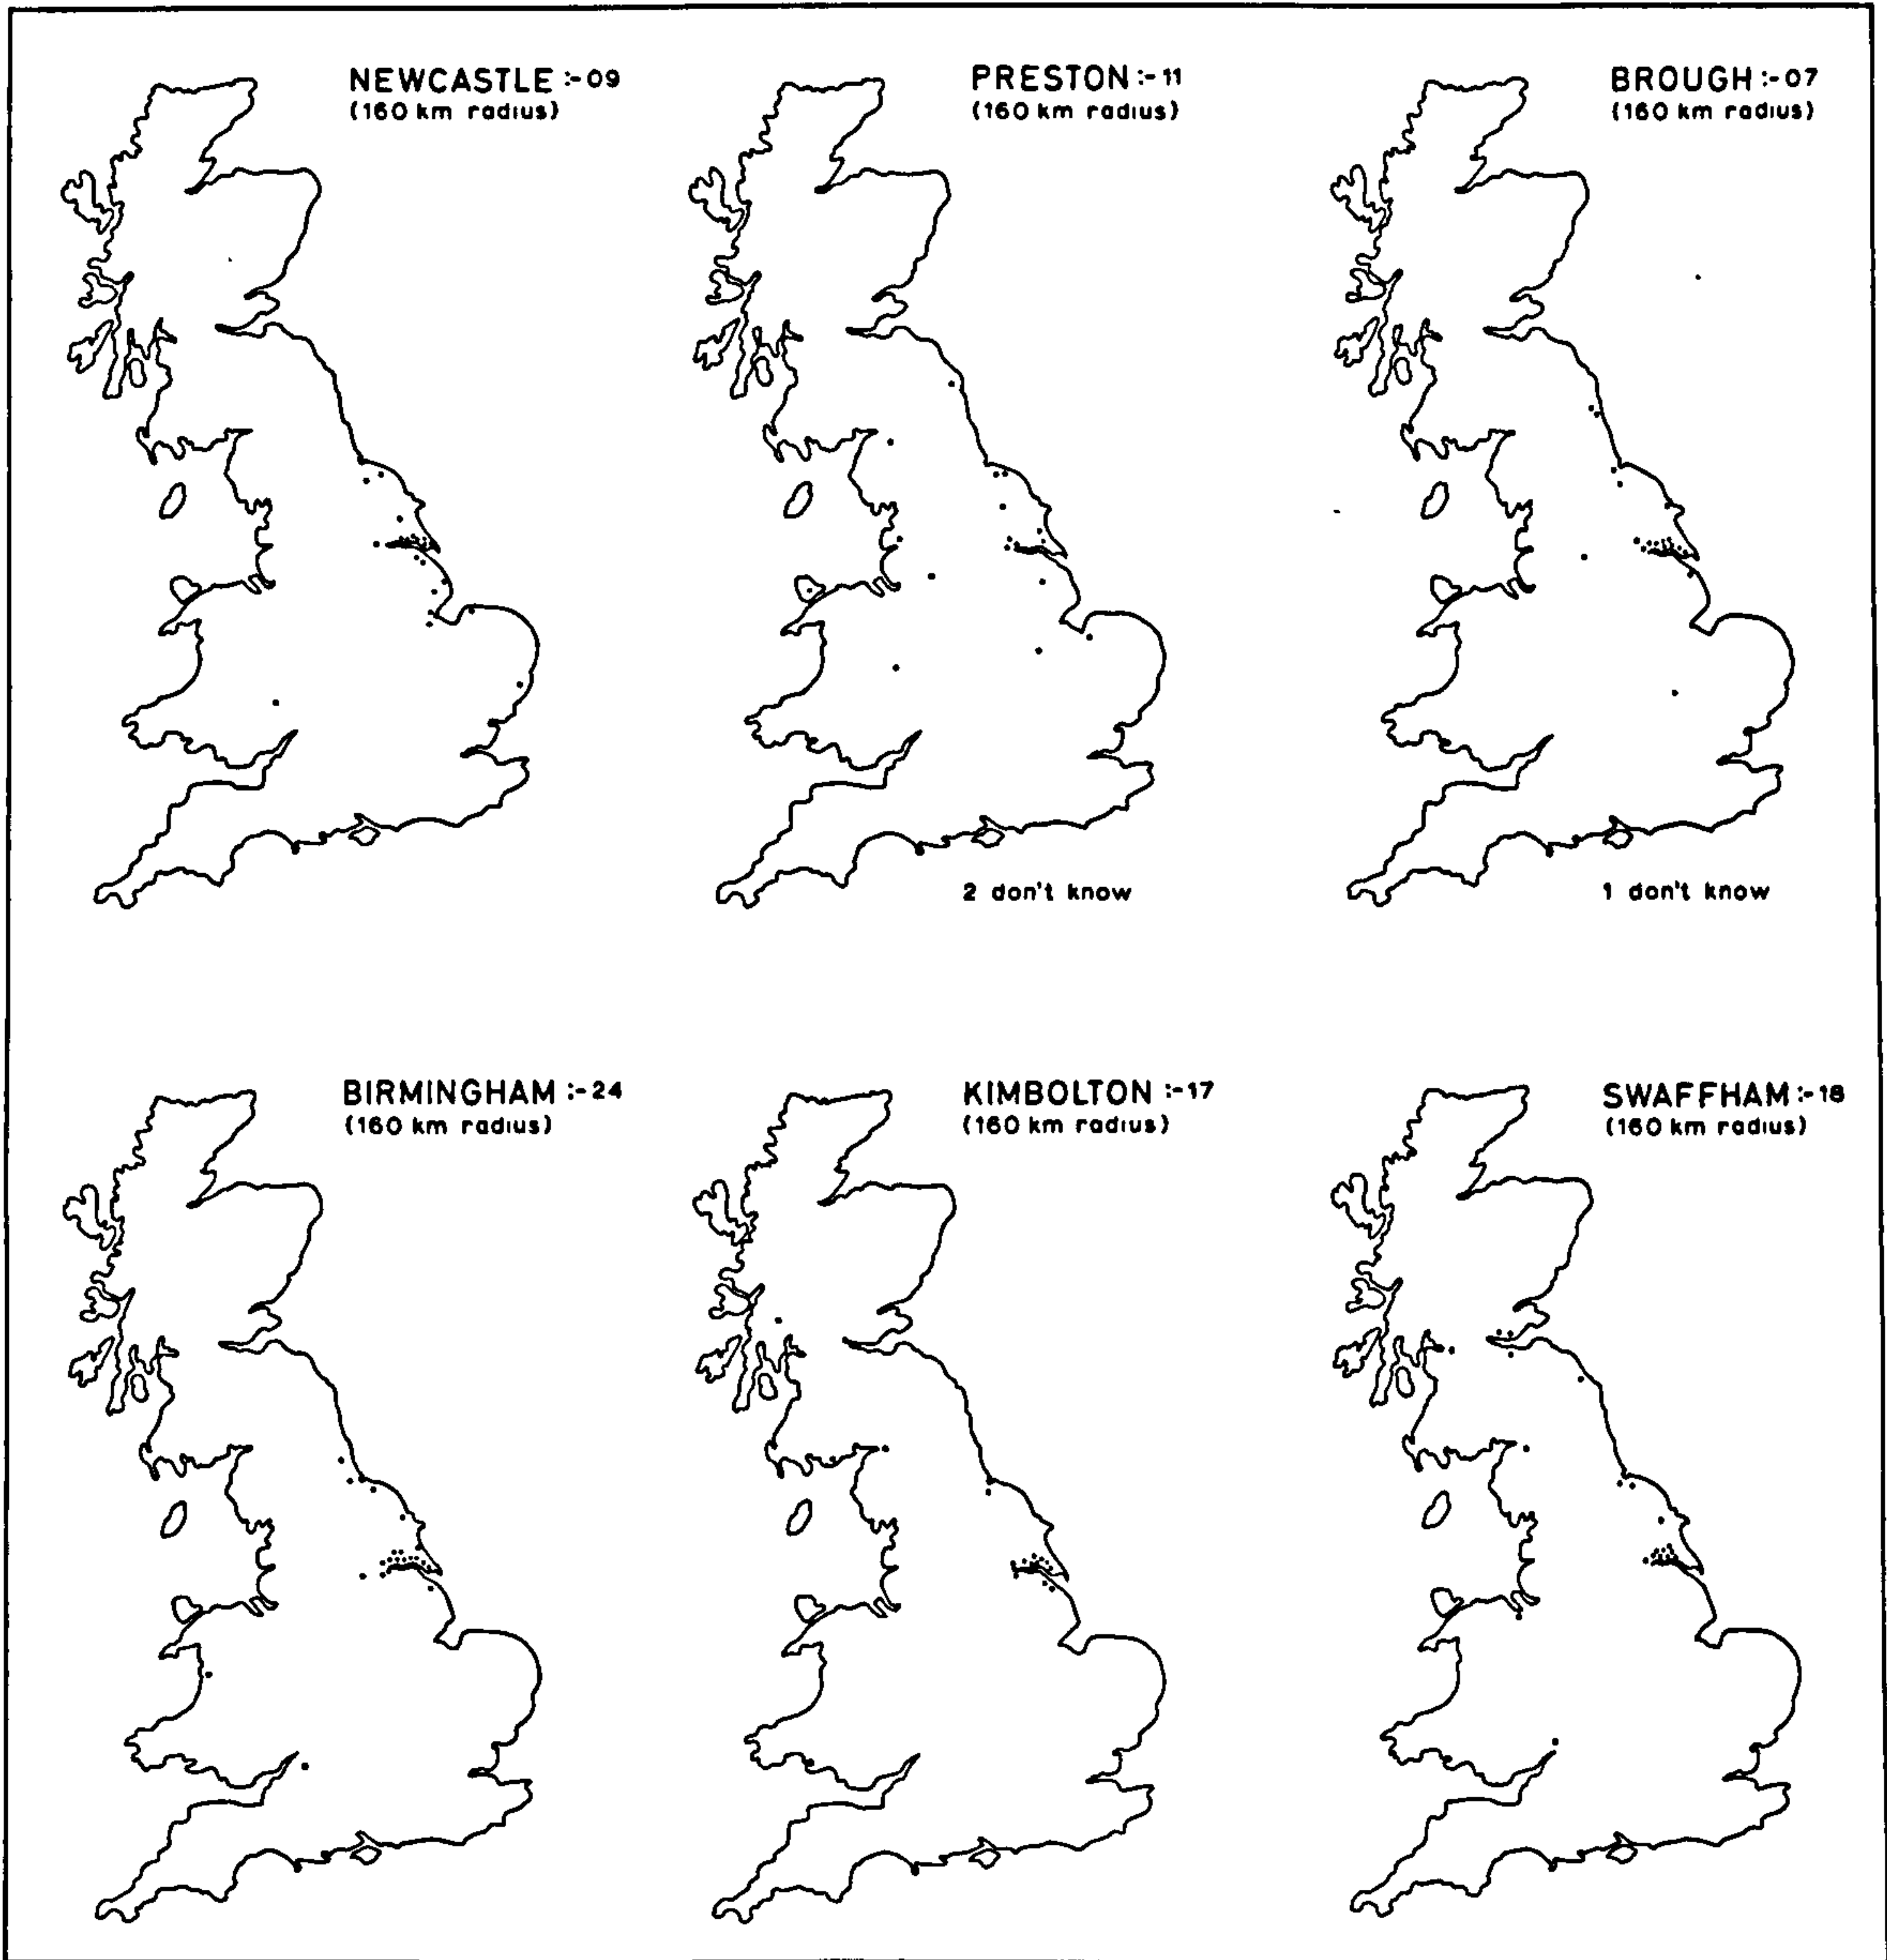 NEWCASTLE :- 09
(160 km radius)
PRESTON :- 11
(160 km radius)
BROUGH :- 07
(160 km radius)
2 don't know
1 don't know
BIRMINGHAM :- 24
(160 km radius)
KIMBOLTON :- 17
(160 km radius)
SWAFFHAM :- 18
(160 km radius)